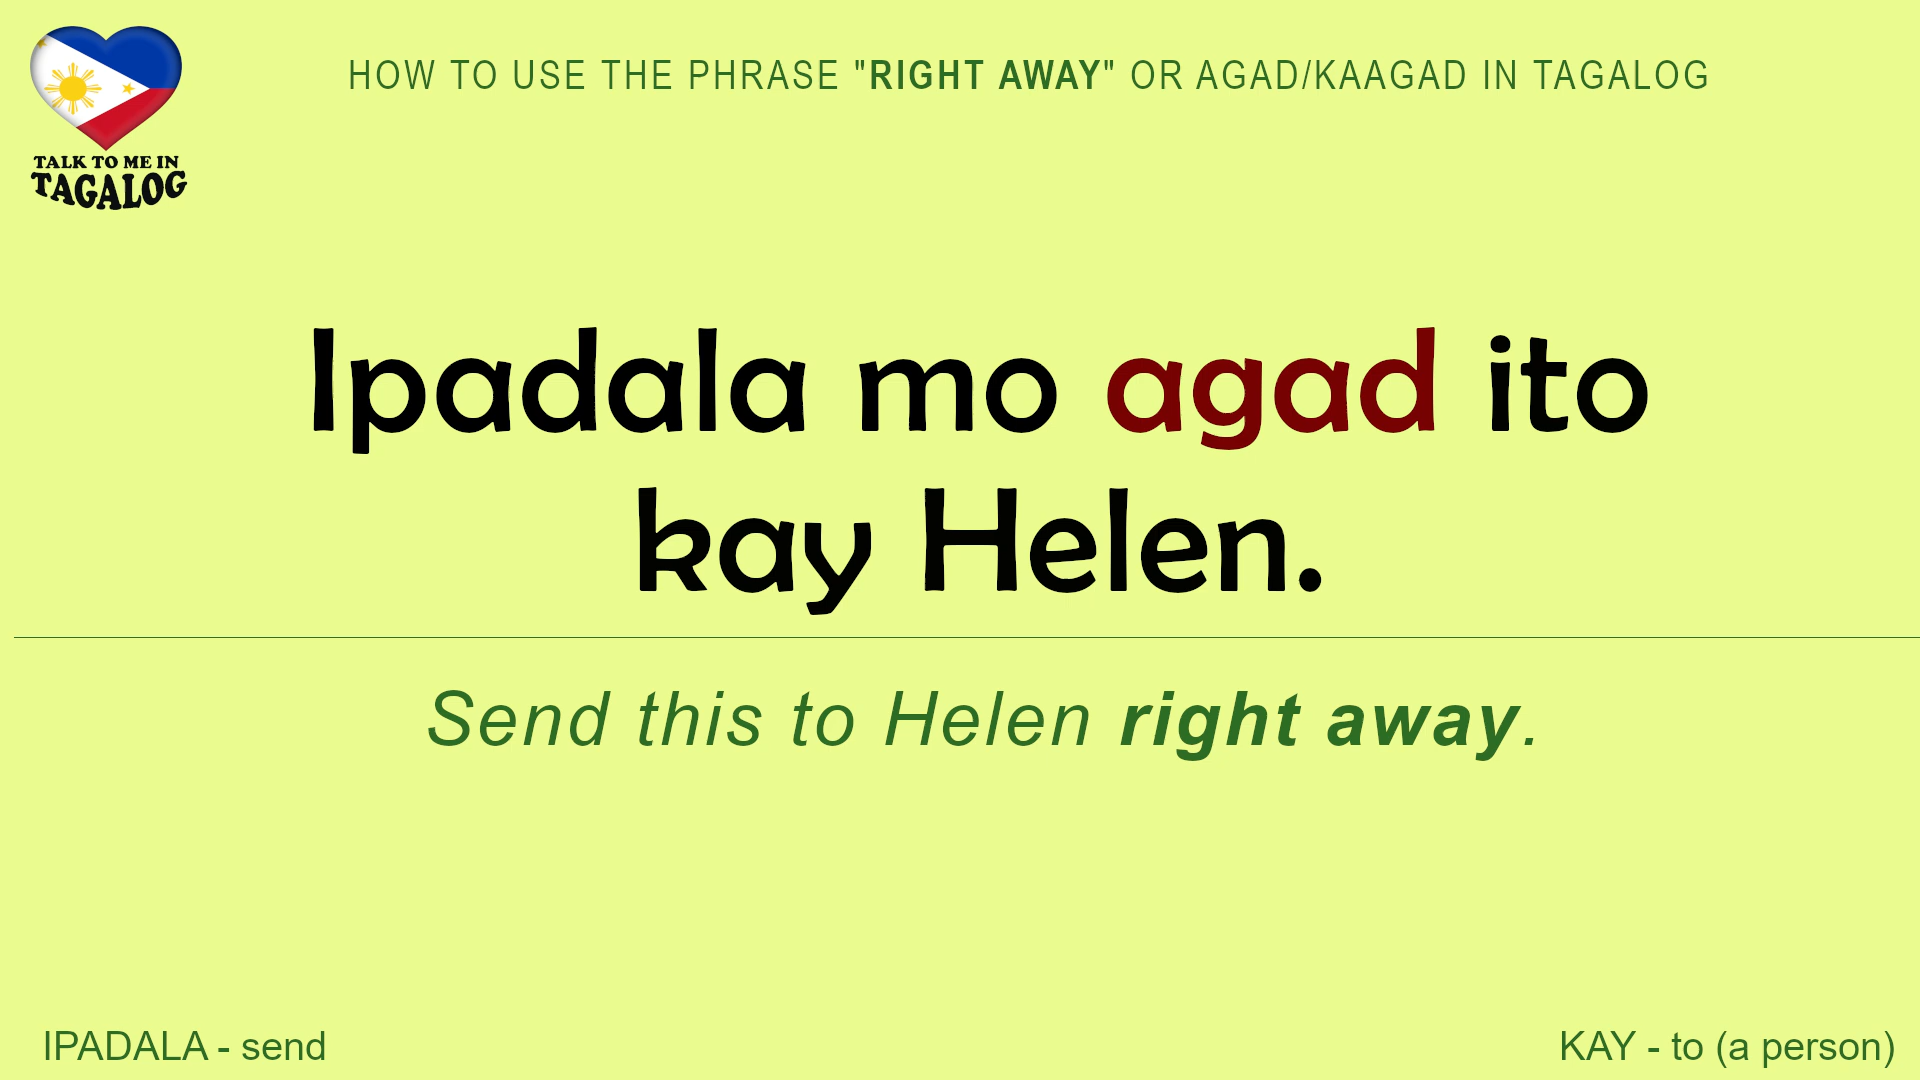 TALK TO ME IN
TAGALOG
HOW TO USE THE PHRASE "RIGHT AWAY" OR AGAD/KAAGAD IN TAGALOG
Ipadala mo agad ito
kay Helen.
Send this to Helen right away.
IPADALA - send
KAY - to (a person)